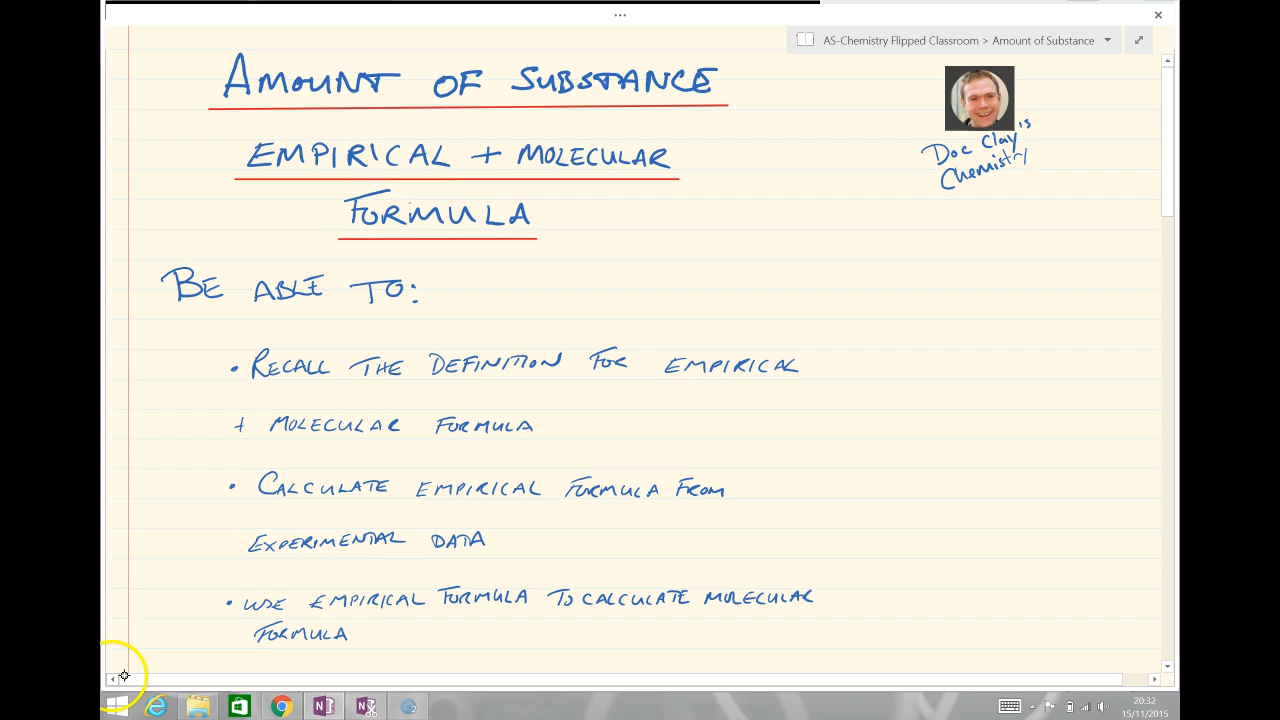 AS-Chemistry Flipped Classroom > Amount of Substance
AMOUNT OF SUBSTANCE
EMPIRICAL + MOLECULAR
FORMULA
Doc Clay's
Chemistry
BE ABLE TO:
• RECALL THE DEFINITION FOR EMPIRICAL
+ MOLECULAR FORMULA
• CALCULATE EMPIRICAL FORMULA FROM
EXPERIMENTAL DATA
• USE EMPIRICAL FORMULA TO CALCULATE MOLECULAR
FORMULA
20:32
15/11/2015